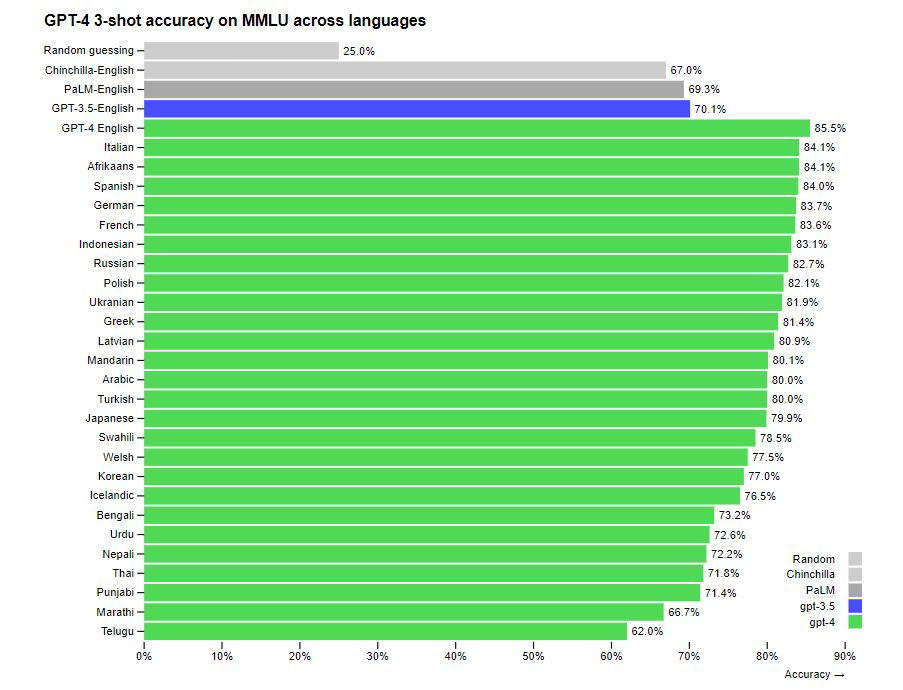 GPT-4 3-shot accuracy on MMLU across languages
Random guessing 25.0%
Chinchilla-English 67.0%
PaLM-English 69.3%
GPT-3.5-English 70.1%
GPT-4 English 85.5%
Italian 84.1%
Afrikaans 84.1%
Spanish 84.0%
German 83.7%
French 83.6%
Indonesian 83.1%
Russian 82.7%
Polish 82.1%
Ukranian 81.9%
Greek 81.4%
Latvian 80.9%
Mandarin 80.1%
Arabic 80.0%
Turkish 80.0%
Japanese 79.9%
Swahili 78.5%
Welsh 77.5%
Korean 77.0%
Icelandic 76.5%
Bengali 73.2%
Urdu 72.6%
Nepali 72.2%
Thai 71.8%
Punjabi 71.4%
Marathi 66.7%
Telugu 62.0%
Random
Chinchilla
PaLM
gpt-3.5
gpt-4
0% 10% 20% 30% 40% 50% 60% 70% 80% 90%
Accuracy →